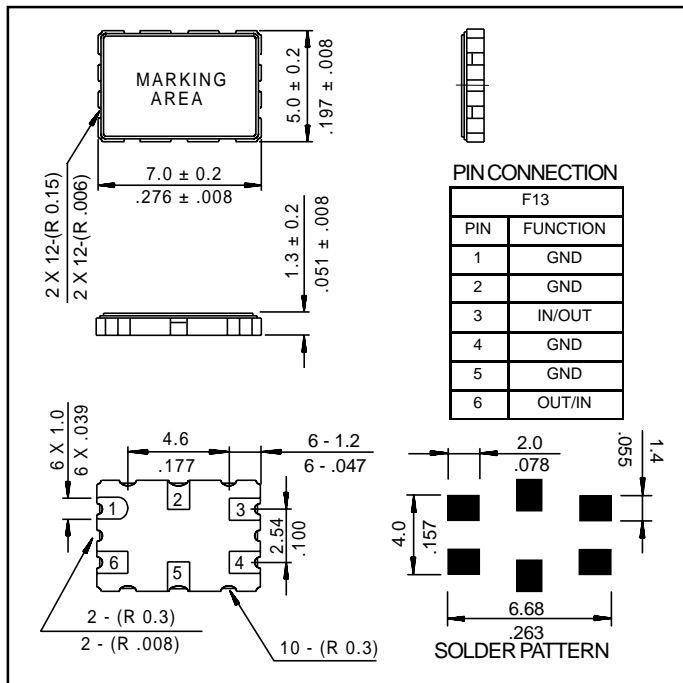 MARKING
AREA
5.0 ± 0.2
.197 ± .008
7.0 ± 0.2
.276 ± .008
2 X 12-(R 0.15)
2 X 12-(R .006)
1.3 ± 0.2
.051 ± .008
PIN CONNECTION
F13
PIN FUNCTION
1 GND
2 GND
3 IN/OUT
4 GND
5 GND
6 OUT/IN
6 X 1.0
6 X .039
4.6
.177
6 - 1.2
6 - .047
1 2 3
2.54
.100
6 5 4
2 - (R 0.3)
2 - (R .008)
10 - (R 0.3)
2.0
.078
1.4
.055
4.0
.157
6.68
.263
SOLDER PATTERN